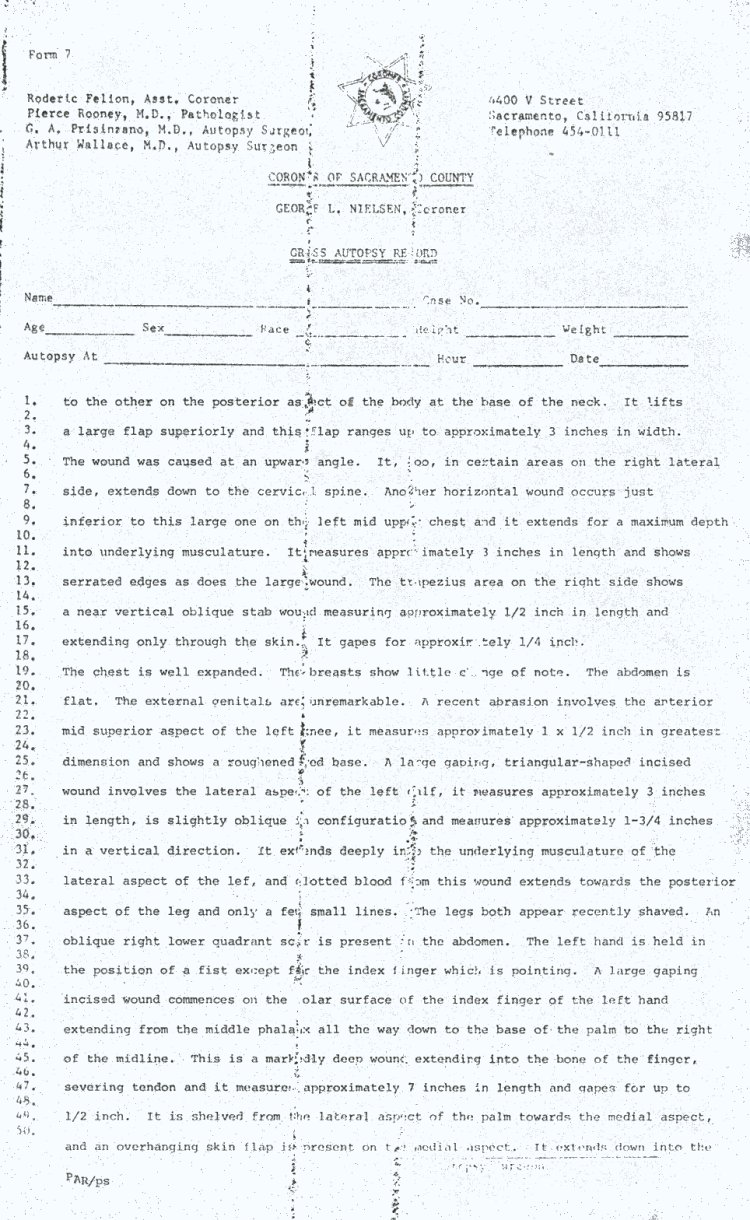 Form 7
Roderic Felion, Asst. Coroner
Pierce Rooney, M.D., Pathologist
G. A. Prisinzano, M.D., Autopsy Surgeon
Arthur Wallace, M.D., Autopsy Surgeon
4400 V Street
Sacramento, California 95817
Telephone 454-0111
CORONER OF SACRAMENTO COUNTY
GEORGE L. NIELSEN, Coroner
GROSS AUTOPSY RECORD
Name Case No.
Age Sex Race Height Weight
Autopsy At Hour Date
1. to the other on the posterior aspect of the body at the base of the neck. It lifts
2.
3. a large flap superiorly and this flap ranges up to approximately 3 inches in width.
4.
5. The wound was caused at an upward angle. It, too, in certain areas on the right lateral
6.
7. side, extends down to the cervical spine. Another horizontal wound occurs just
8.
9. inferior to this large one on the left mid upper chest and it extends for a maximum depth
10.
11. into underlying musculature. It measures approximately 3 inches in length and shows
12.
13. serrated edges as does the large wound. The trapezius area on the right side shows
14.
15. a near vertical oblique stab wound measuring approximately 1/2 inch in length and
16.
17. extending only through the skin. It gapes for approximately 1/4 inch.
18.
19. The chest is well expanded. The breasts show little change of note. The abdomen is
20.
21. flat. The external genitals are unremarkable. A recent abrasion involves the anterior
22.
23. mid superior aspect of the left knee, it measures approximately 1 x 1/2 inch in greatest
24.
25. dimension and shows a roughened red base. A large gaping, triangular-shaped incised
26.
27. wound involves the lateral aspect of the left calf, it measures approximately 3 inches
28.
29. in length, is slightly oblique in configuration and measures approximately 1-3/4 inches
30.
31. in a vertical direction. It extends deeply into the underlying musculature of the
32.
33. lateral aspect of the lef, and clotted blood from this wound extends towards the posterior
34.
35. aspect of the leg and only a few small lines. The legs both appear recently shaved. An
36.
37. oblique right lower quadrant scar is present in the abdomen. The left hand is held in
38.
39. the position of a fist except for the index finger which is pointing. A large gaping
40.
41. incised wound commences on the volar surface of the index finger of the left hand
42.
43. extending from the middle phalanx all the way down to the base of the palm to the right
44.
45. of the midline. This is a markedly deep wound extending into the bone of the finger,
46.
47. severing tendon and it measures approximately 7 inches in length and gapes for up to
48.
49. 1/2 inch. It is shelved from the lateral aspect of the palm towards the medial aspect,
50.
and an overhanging skin flap is present on the medial aspect. It extends down into the
PAR/ps